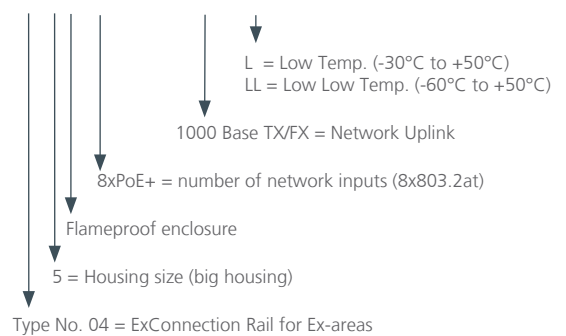 L = Low Temp. (-30°C to +50°C)
LL = Low Low Temp. (-60°C to +50°C)
1000 Base TX/FX = Network Uplink
8xPoE+ = number of network inputs (8x803.2at)
Flameproof enclosure
5 = Housing size (big housing)
Type No. 04 = ExConnection Rail for Ex-areas